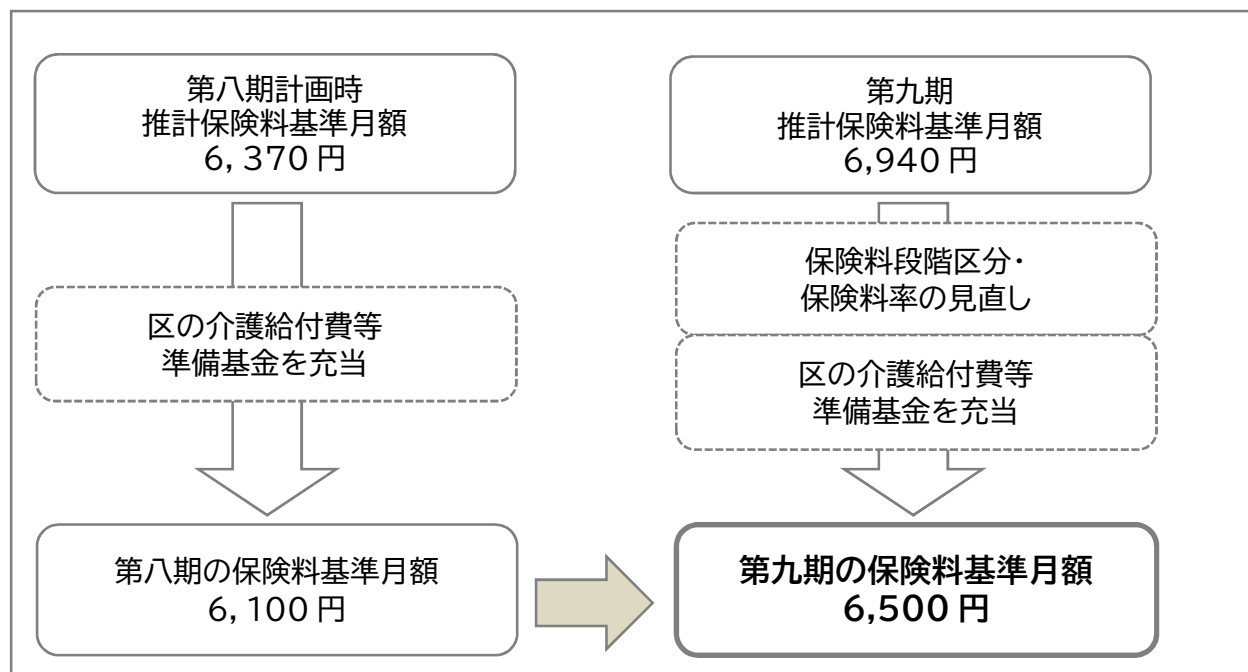 第八期計画時
推計保険料基準月額
6,370円
区の介護給付費等
準備基金を充当
第八期の保険料基準月額
6,100円
第九期
推計保険料基準月額
6,940円
保険料段階区分・
保険料率の見直し
区の介護給付費等
準備基金を充当
第九期の保険料基準月額
6,500円